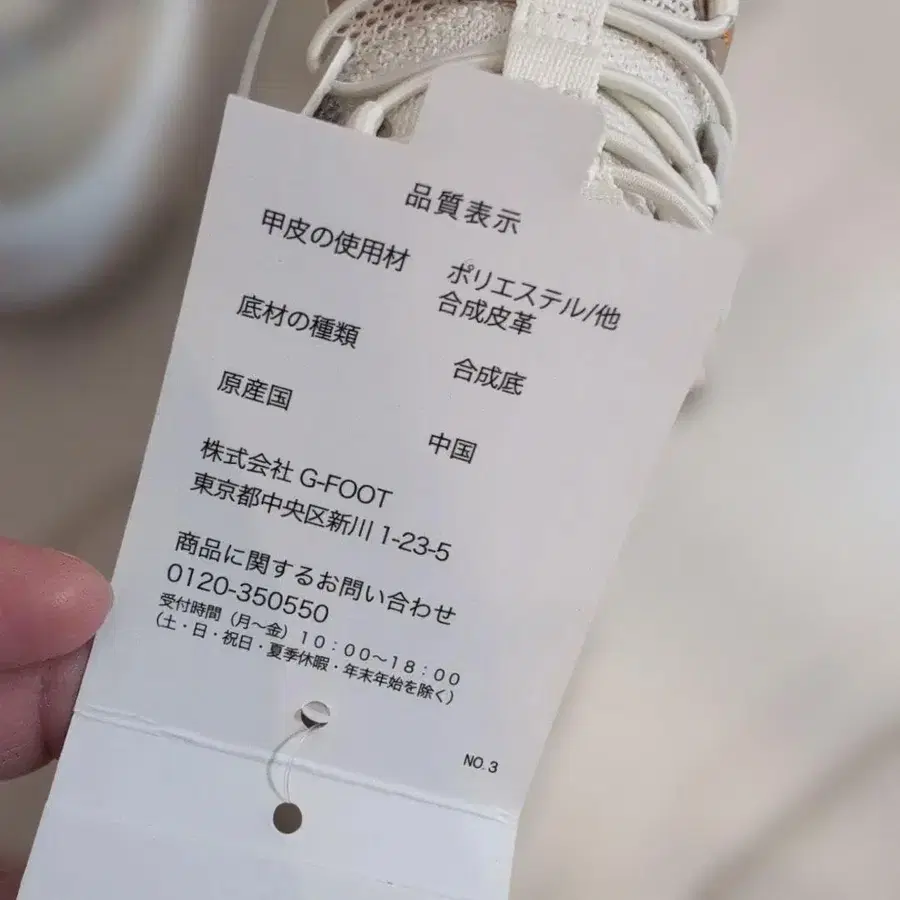 品質表示
甲皮の使用材 ポリエステル/他
合成皮革
底材の種類 合成底
原産国 中国
株式会社 G-FOOT
東京都中央区新川 1-23-5
商品に関するお問い合わせ
0120-350550
受付時間（月～金）１０：００～１８：００
（土・日・祝日・夏季休暇・年末年始を除く）
NO. 3